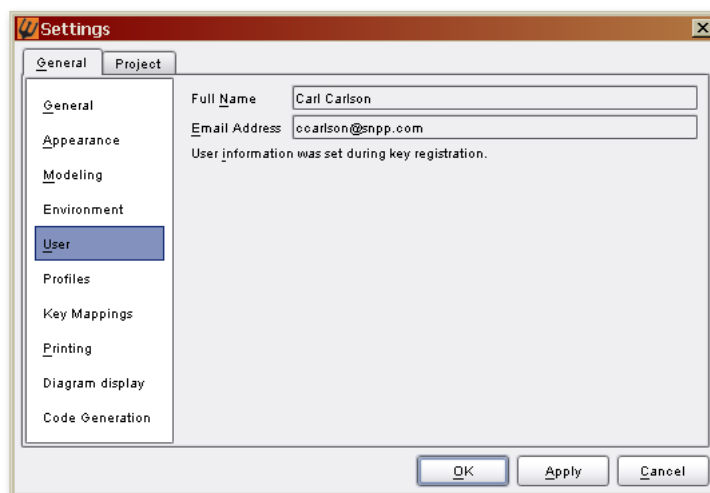 Settings
General Project
General
Appearance
Modeling
Environment
User
Profiles
Key Mappings
Printing
Diagram display
Code Generation
Full Name Carl Carlson
Email Address ccarlson@snpp.com
User information was set during key registration.
OK Apply Cancel